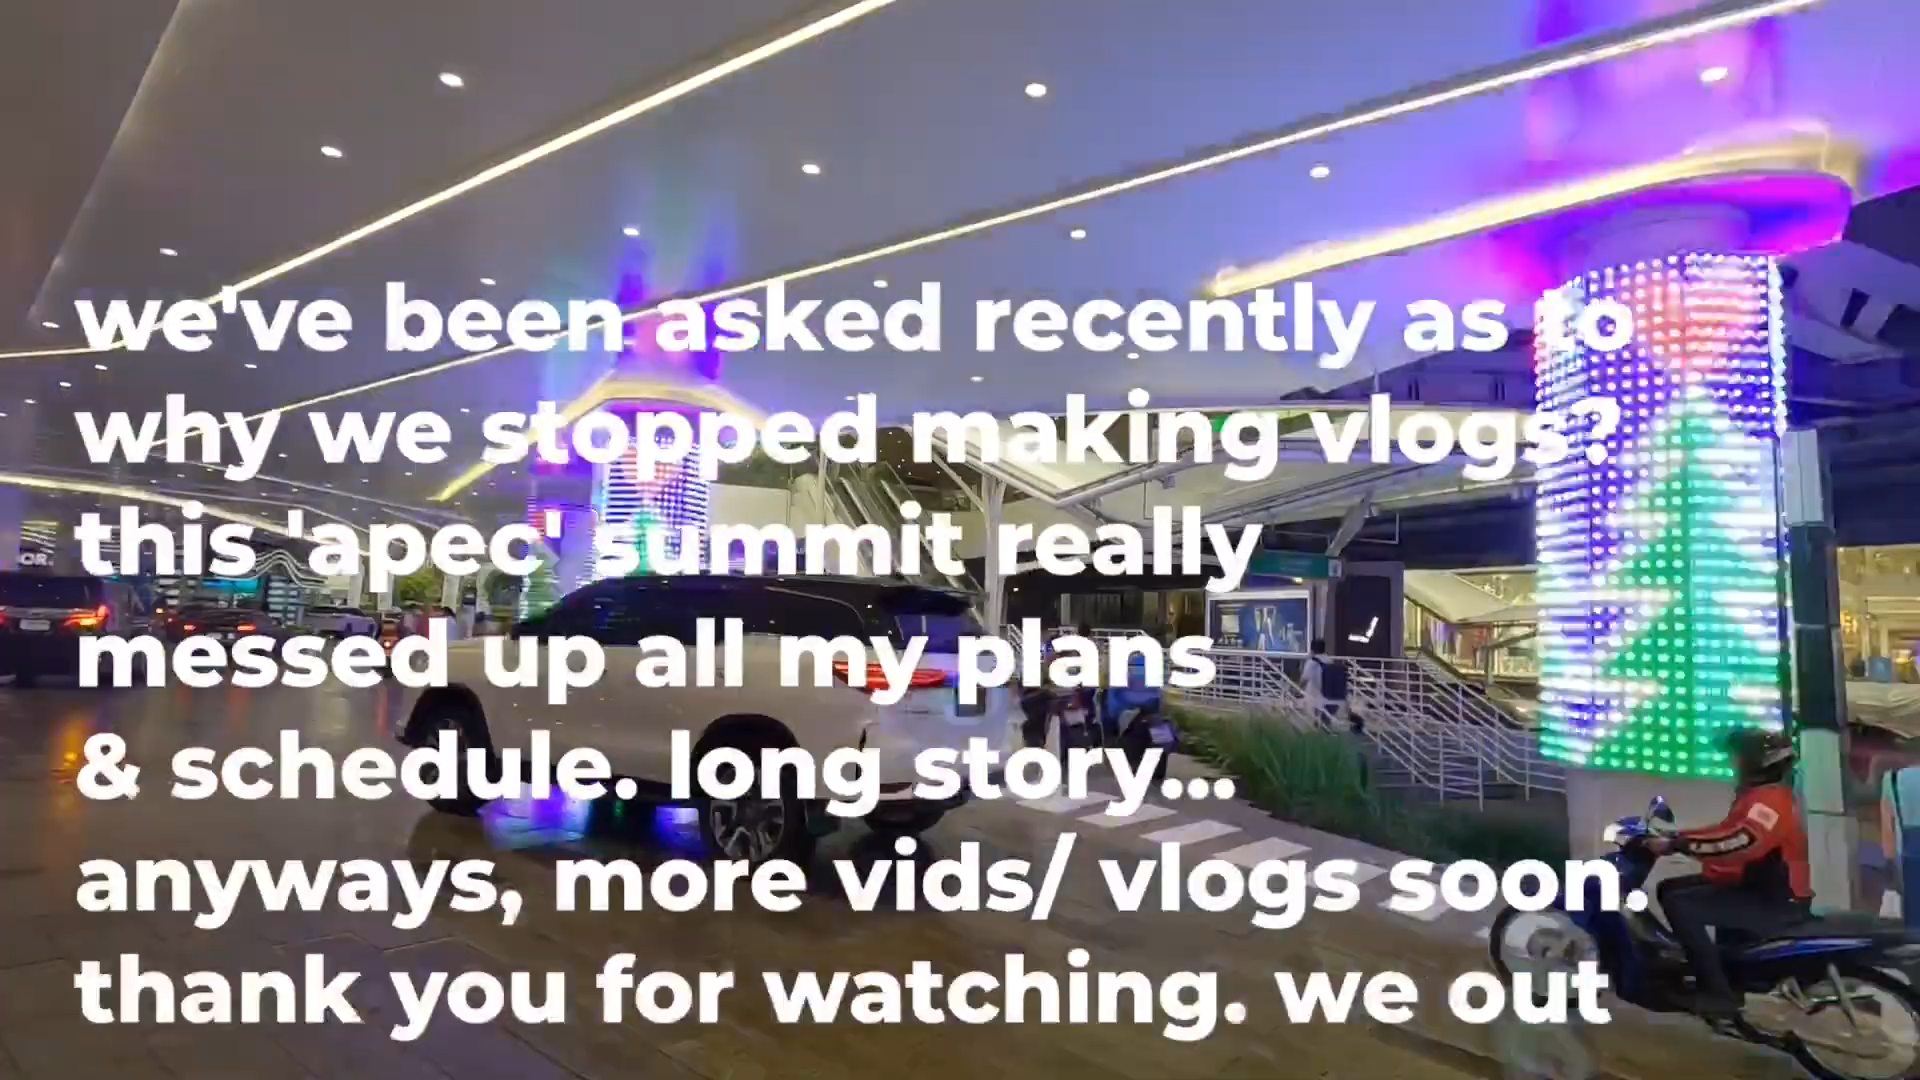 we've been asked recently as to
why we stopped making vlogs?
this 'apec' summit really
messed up all my plans
& schedule. long story...
anyways, more vids/ vlogs soon.
thank you for watching. we out